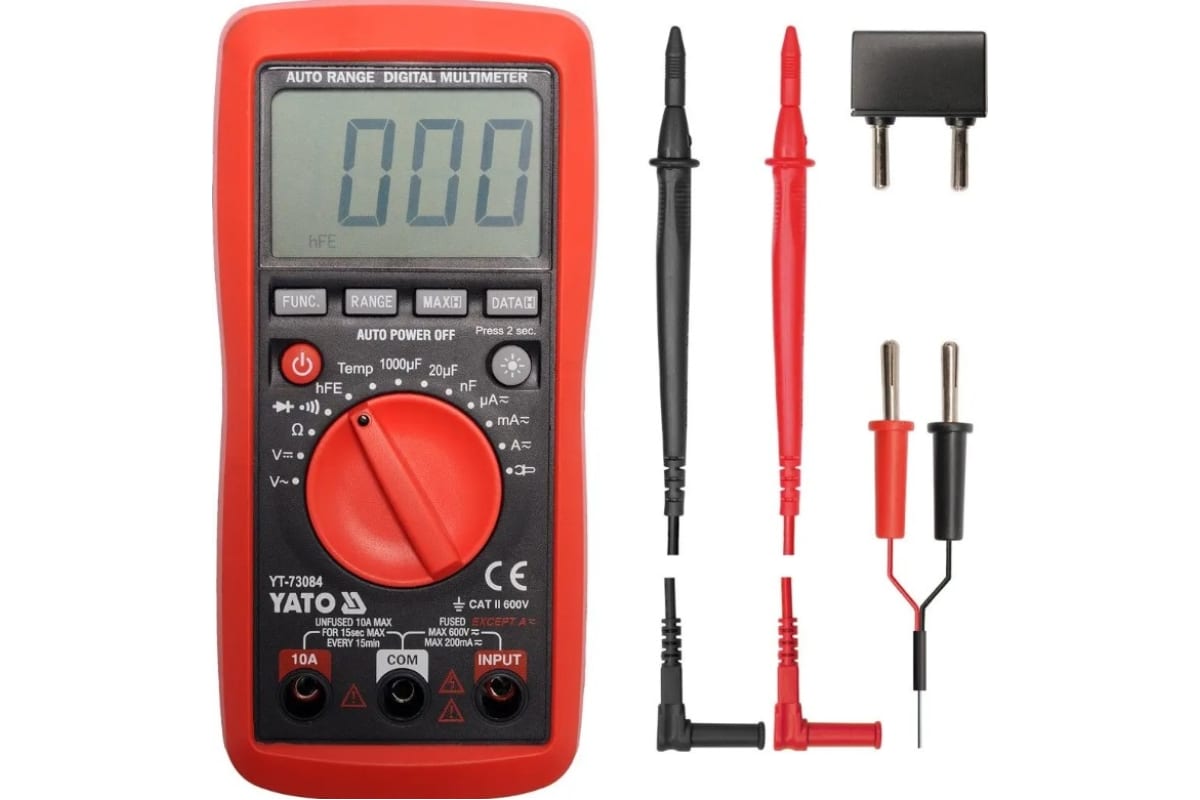 AUTO RANGE DIGITAL MULTIMETER
000
hFE
FUNC. RANGE MAX H DATA H
AUTO POWER OFF Press 2 sec.
Temp 1000µF 20µF
hFE nF
µA≂
Ω mA≂
V⎓ A≂
V~
YT-73084 CE
YATO CAT II 600V
UNFUSED 10A MAX FUSED EXCEPT A≂
FOR 15sec MAX MAX 600V≂
EVERY 15min MAX 200mA≂
10A COM INPUT